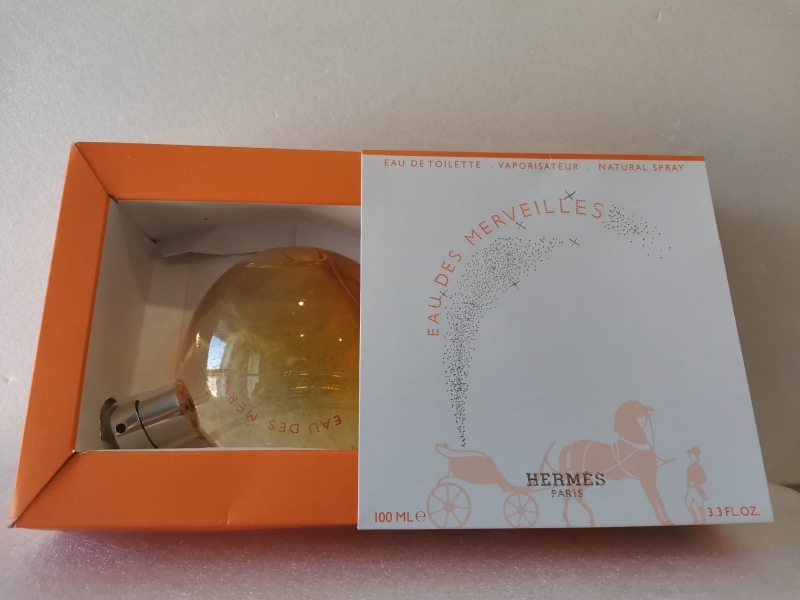 EAU DE TOILETTE . VAPORISATEUR . NATURAL SPRAY
EAU DES MERVEILLES
EAU DES MER
HERMÈS
PARIS
100 ML e
3.3 FL.OZ.